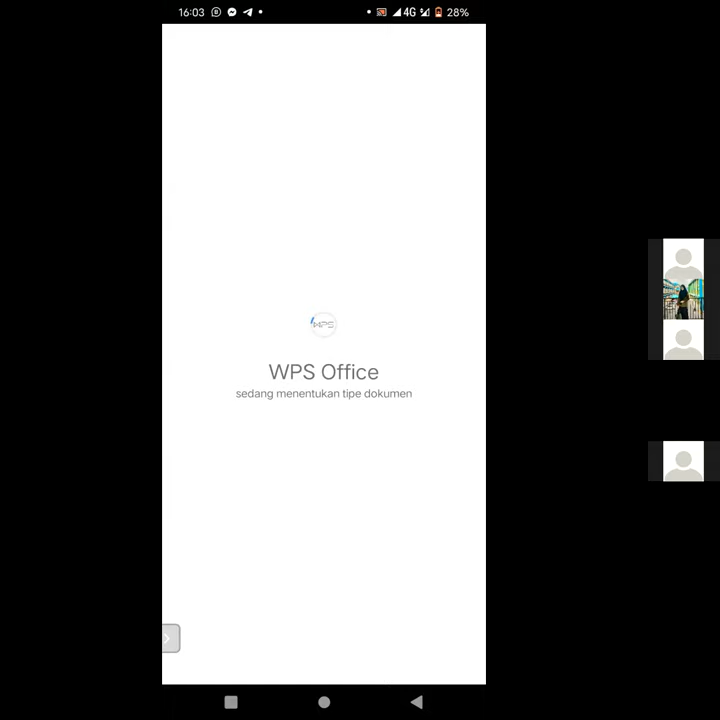 16:03
4G
28%
WPS
WPS Office
sedang menentukan tipe dokumen